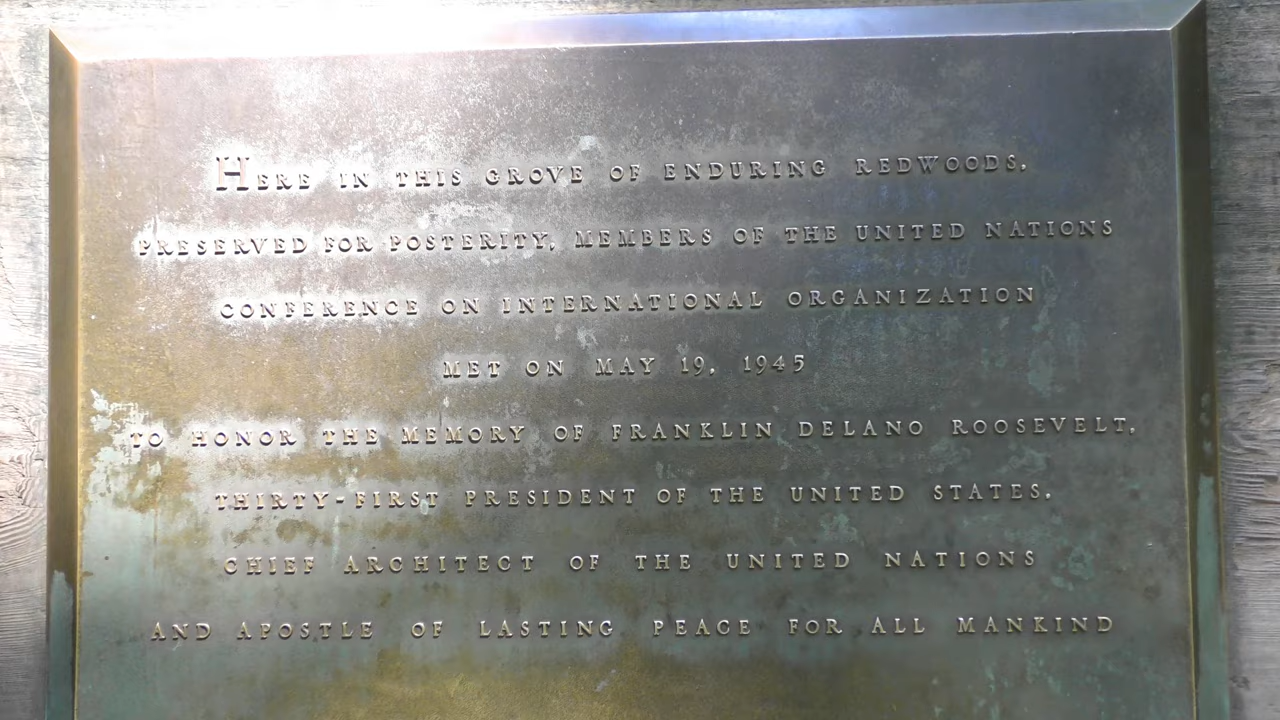 HERE IN THIS GROVE OF ENDURING REDWOODS,
PRESERVED FOR POSTERITY, MEMBERS OF THE UNITED NATIONS
CONFERENCE ON INTERNATIONAL ORGANIZATION
MET ON MAY 19, 1945
TO HONOR THE MEMORY OF FRANKLIN DELANO ROOSEVELT,
THIRTY-FIRST PRESIDENT OF THE UNITED STATES,
CHIEF ARCHITECT OF THE UNITED NATIONS
AND APOSTLE OF LASTING PEACE FOR ALL MANKIND